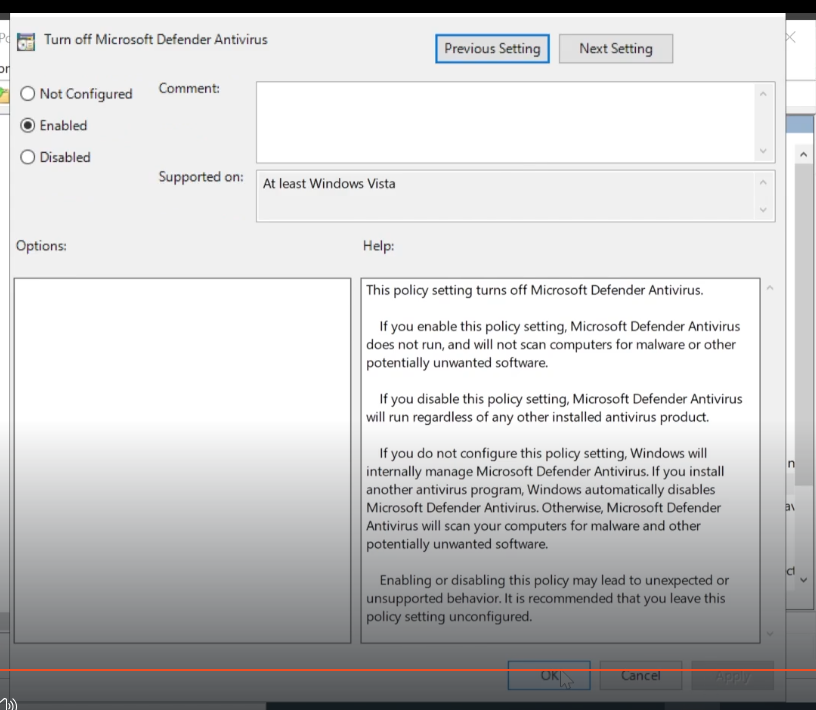 Turn off Microsoft Defender Antivirus
Previous Setting
Next Setting
Not Configured
Comment:
Enabled
Disabled
Supported on:
At least Windows Vista
Options:
Help:
This policy setting turns off Microsoft Defender Antivirus.
If you enable this policy setting, Microsoft Defender Antivirus
does not run, and will not scan computers for malware or other
potentially unwanted software.
If you disable this policy setting, Microsoft Defender Antivirus
will run regardless of any other installed antivirus product.
If you do not configure this policy setting, Windows will
internally manage Microsoft Defender Antivirus. If you install
another antivirus program, Windows automatically disables
Microsoft Defender Antivirus. Otherwise, Microsoft Defender
Antivirus will scan your computers for malware and other
potentially unwanted software.
Enabling or disabling this policy may lead to unexpected or
unsupported behavior. It is recommended that you leave this
policy setting unconfigured.
OK
Cancel
Apply